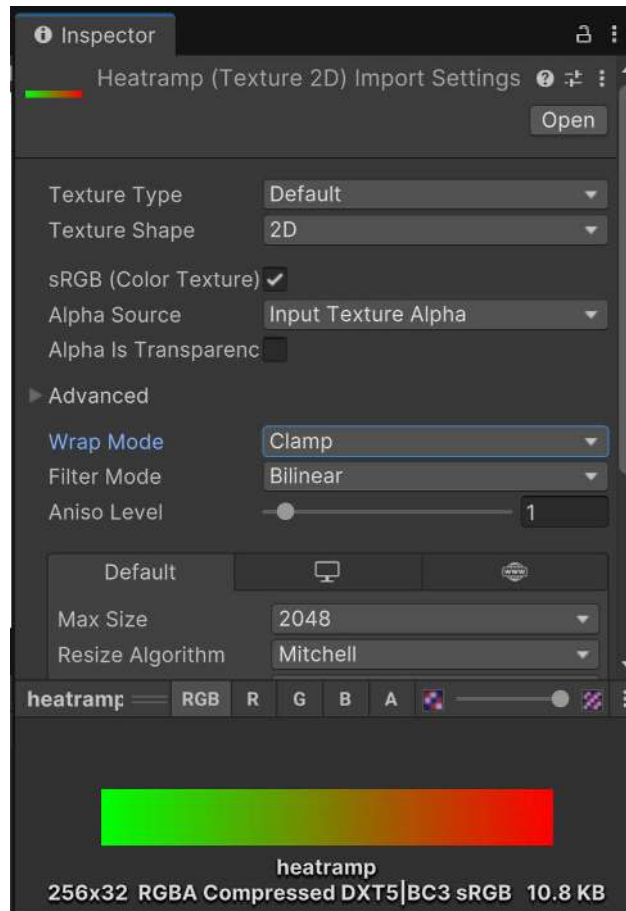 Inspector
Heatramp (Texture 2D) Import Settings
Open
Texture Type Default
Texture Shape 2D
sRGB (Color Texture)
Alpha Source Input Texture Alpha
Alpha Is Transparenc
Advanced
Wrap Mode Clamp
Filter Mode Bilinear
Aniso Level 1
Default www
Max Size 2048
Resize Algorithm Mitchell
heatramp RGB R G B A
heatramp
256x32 RGBA Compressed DXT5|BC3 sRGB 10.8 KB